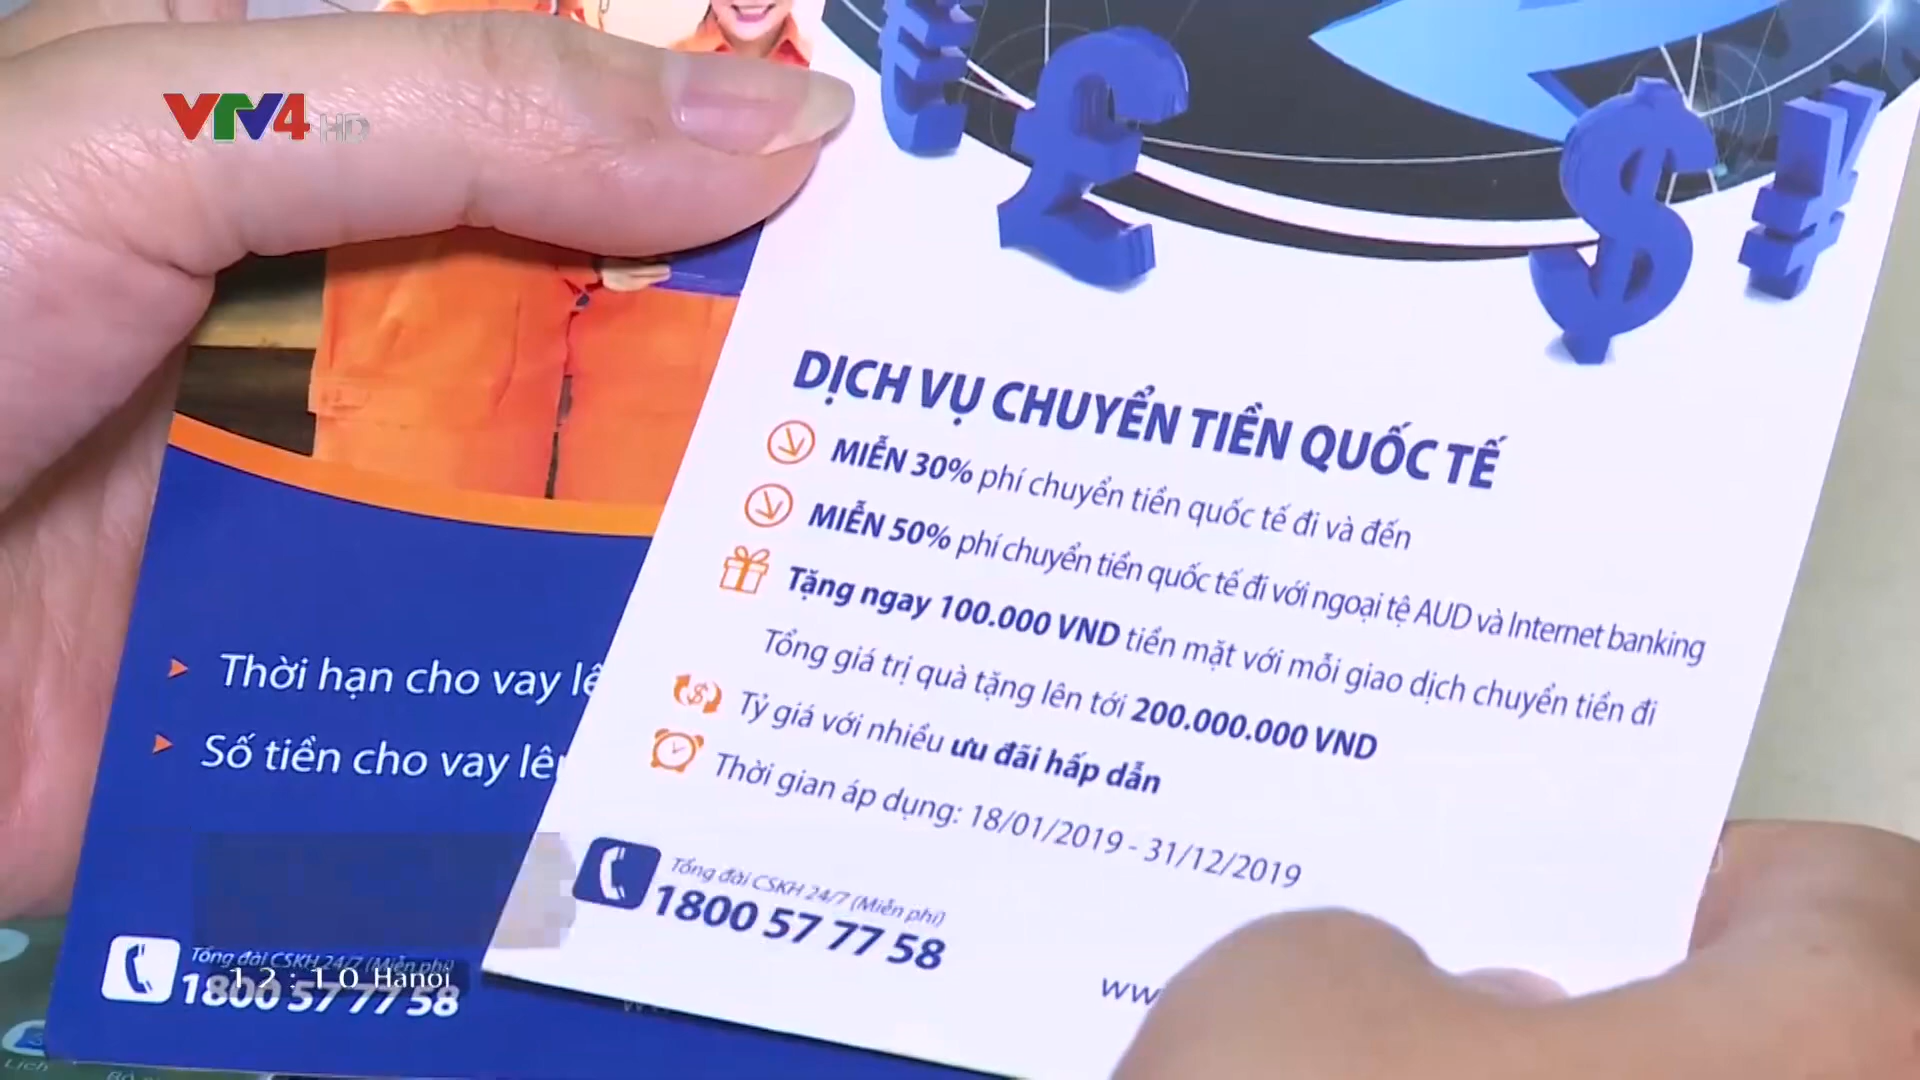 VTV4 HD
DỊCH VỤ CHUYỂN TIỀN QUỐC TẾ
MIỄN 30% phí chuyển tiền quốc tế đi và đến
MIỄN 50% phí chuyển tiền quốc tế đi với ngoại tệ AUD và Internet banking
Tặng ngay 100.000 VND tiền mặt với mỗi giao dịch chuyển tiền đi
Tổng giá trị quà tặng lên tới 200.000.000 VND
Tỷ giá với nhiều ưu đãi hấp dẫn
Thời gian áp dụng: 18/01/2019 - 31/12/2019
Tổng đài CSKH 24/7 (Miễn phí)
1800 57 77 58
Thời hạn cho vay
Số tiền cho vay
Tổng đài CSKH 24/7 (Miễn phí)
1800 57 77 58
12:10 Hanoi
Lịch